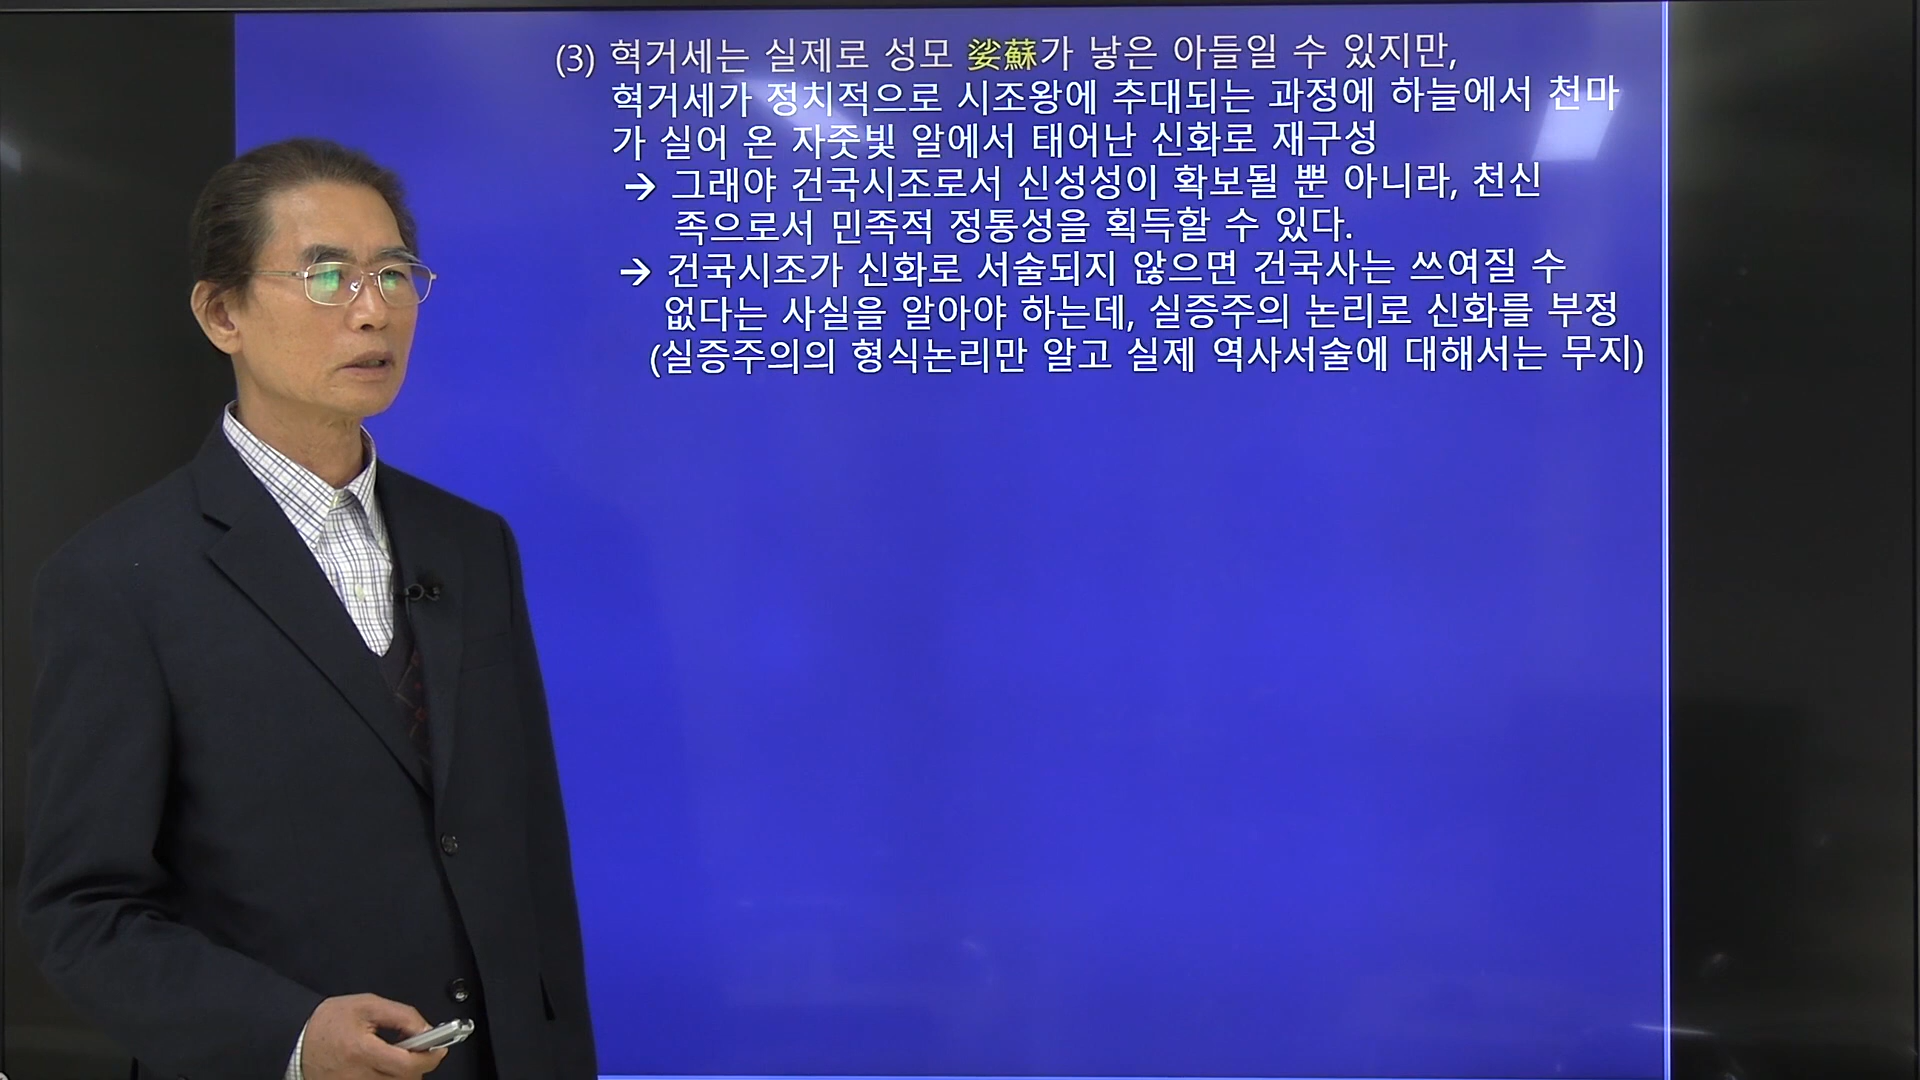 (3) 혁거세는 실제로 성모 娑蘇가 낳은 아들일 수 있지만,
혁거세가 정치적으로 시조왕에 추대되는 과정에 하늘에서 천마
가 실어 온 자줏빛 알에서 태어난 신화로 재구성
→ 그래야 건국시조로서 신성성이 확보될 뿐 아니라, 천신
족으로서 민족적 정통성을 획득할 수 있다.
→ 건국시조가 신화로 서술되지 않으면 건국사는 쓰여질 수
없다는 사실을 알아야 하는데, 실증주의 논리로 신화를 부정
(실증주의의 형식논리만 알고 실제 역사서술에 대해서는 무지)